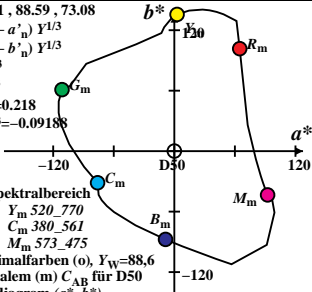 1 , 88.59 , 73.08
b*
– a’n) Y1/3
– b’n) Y1/3
Ym
120
Rm
Gm
=0.218
=–0.09188
a*
–120
D50
120
Cm
pektralbereich
Ym 520_770
Mm
Cm 380_561
Bm
Mm 573_475
imalfarben (o), YW=88,6
alem (m) CAB für D50
–120